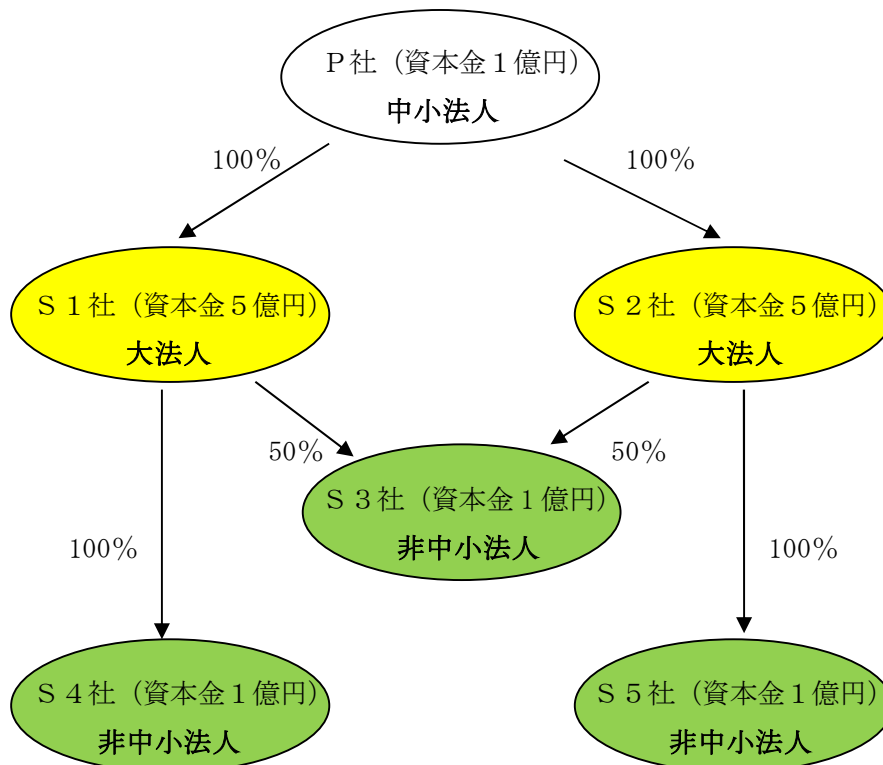 P社（資本金１億円）
中小法人
100%
100%
Ｓ１社（資本金５億円）
大法人
Ｓ２社（資本金５億円）
大法人
50%
50%
Ｓ３社（資本金１億円）
非中小法人
100%
100%
Ｓ４社（資本金１億円）
非中小法人
Ｓ５社（資本金１億円）
非中小法人